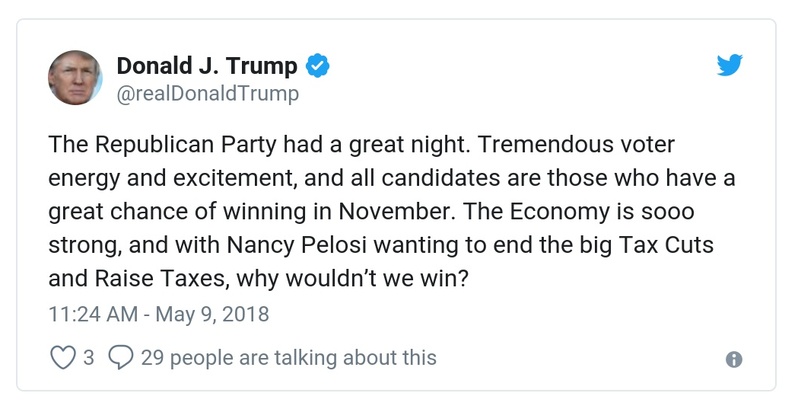 Donald J. Trump
@realDonaldTrump
The Republican Party had a great night. Tremendous voter
energy and excitement, and all candidates are those who have a
great chance of winning in November. The Economy is sooo
strong, and with Nancy Pelosi wanting to end the big Tax Cuts
and Raise Taxes, why wouldn’t we win?
11:24 AM - May 9, 2018
3 29 people are talking about this